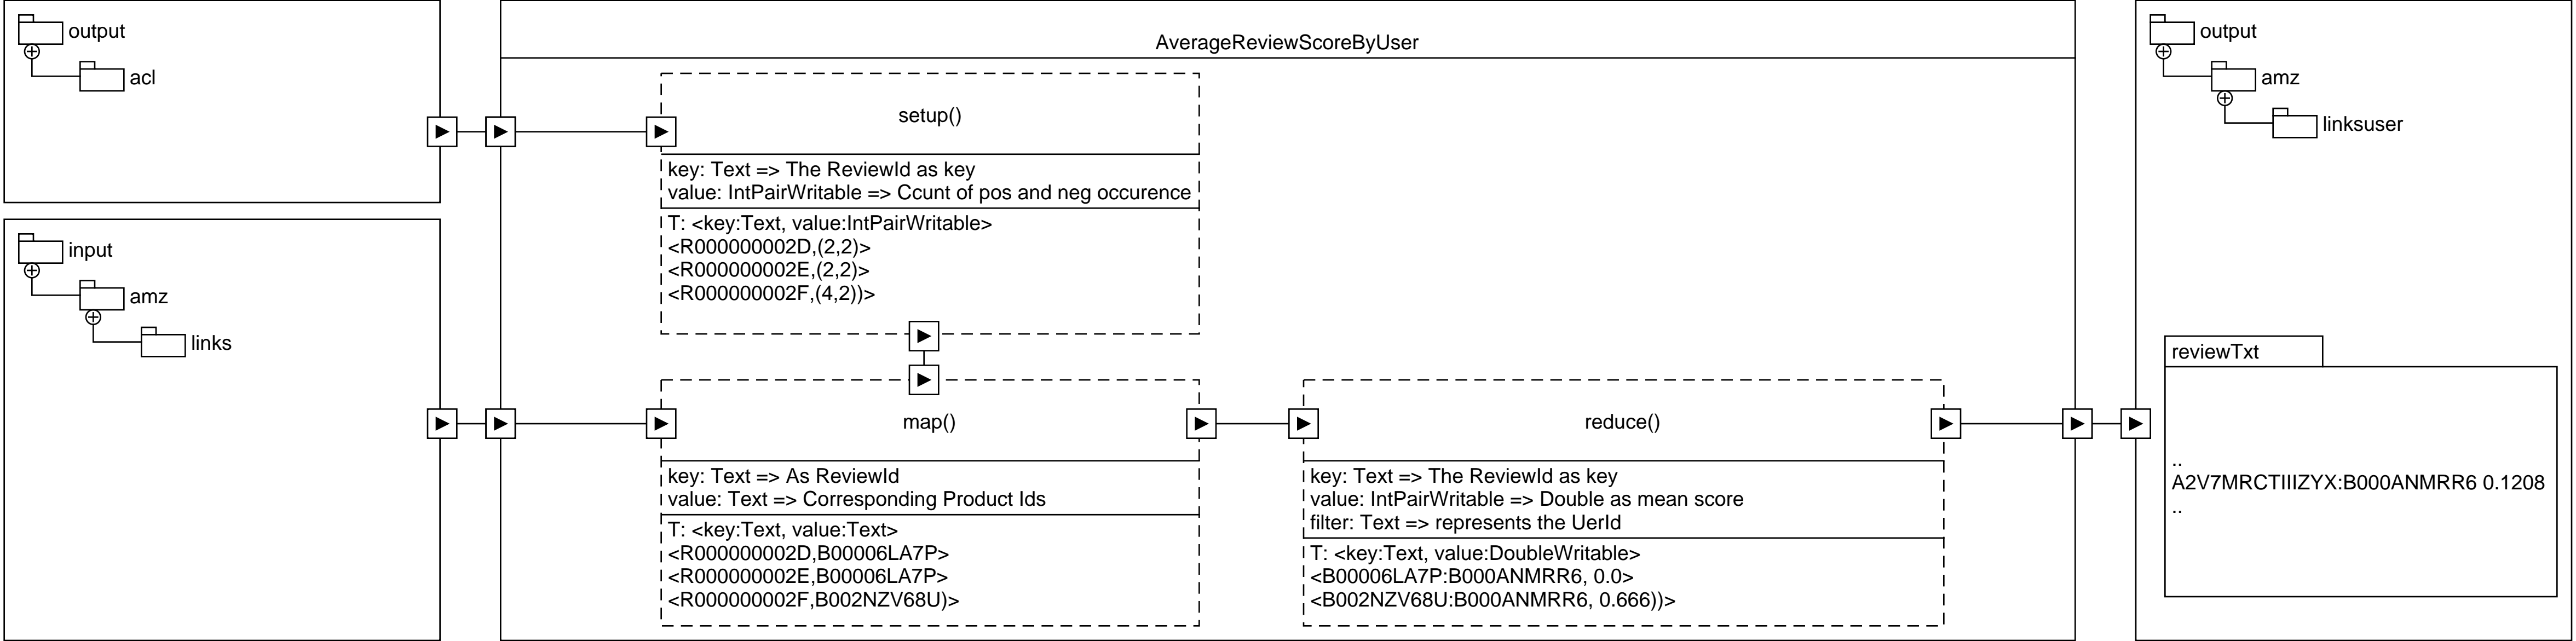 output
acl
input
amz
links
AverageReviewScoreByUser
setup()
key: Text => The ReviewId as key
value: IntPairWritable => Ccunt of pos and neg occurence
T: <key:Text, value:IntPairWritable>
<R000000002D,(2,2)>
<R000000002E,(2,2)>
<R000000002F,(4,2))>
map()
key: Text => As ReviewId
value: Text => Corresponding Product Ids
T: <key:Text, value:Text>
<R000000002D,B00006LA7P>
<R000000002E,B00006LA7P>
<R000000002F,B002NZV68U)>
reduce()
key: Text => The ReviewId as key
value: IntPairWritable => Double as mean score
filter: Text => represents the UerId
T: <key:Text, value:DoubleWritable>
<B00006LA7P:B000ANMRR6, 0.0>
<B002NZV68U:B000ANMRR6, 0.666))>
output
amz
linksuser
reviewTxt
..
A2V7MRCTIIIZYX:B000ANMRR6 0.1208
..